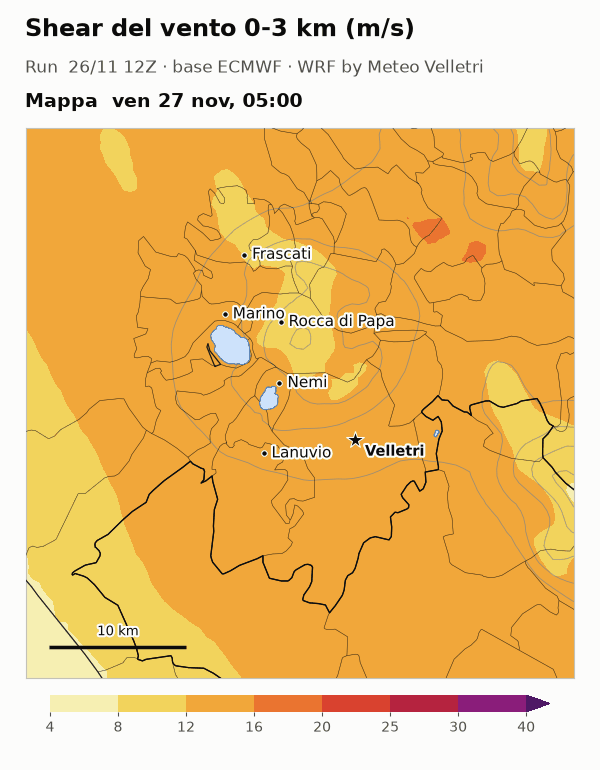 Shear del vento 0-3 km (m/s)
Run  26/11 12Z · base ECMWF · WRF by Meteo Velletri
Mappa  ven 27 nov, 05:00
Frascati
Marino
Rocca di Papa
Nemi
Velletri
Lanuvio
10 km
4 8 12 16 20 25 30 40